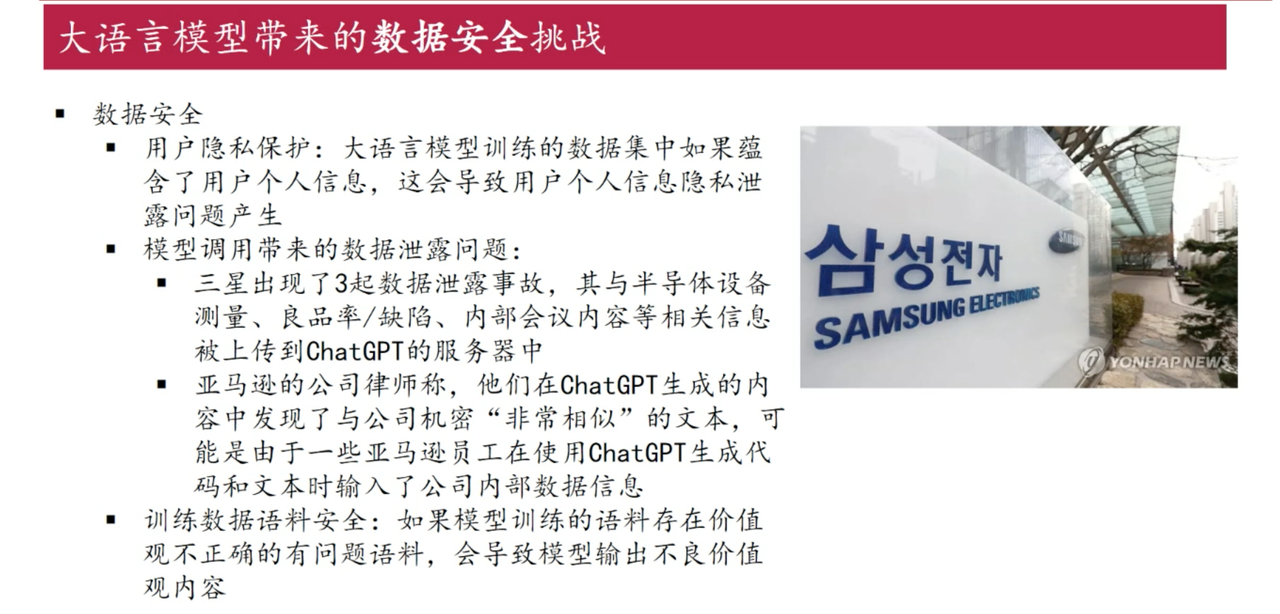 大语言模型带来的数据安全挑战
▪ 数据安全
▪ 用户隐私保护：大语言模型训练的数据集中如果蕴
含了用户个人信息，这会导致用户个人信息隐私泄
露问题产生
▪ 模型调用带来的数据泄露问题：
▪ 三星出现了3起数据泄露事故，其与半导体设备
测量、良品率/缺陷、内部会议内容等相关信息
被上传到ChatGPT的服务器中
▪ 亚马逊的公司律师称，他们在ChatGPT生成的内
容中发现了与公司机密“非常相似”的文本，可
能是由于一些亚马逊员工在使用ChatGPT生成代
码和文本时输入了公司内部数据信息
▪ 训练数据语料安全：如果模型训练的语料存在价值
观不正确的有问题语料，会导致模型输出不良价值
观内容
삼성전자
SAMSUNG ELECTRONICS
SAMSUNG
YONHAP NEWS